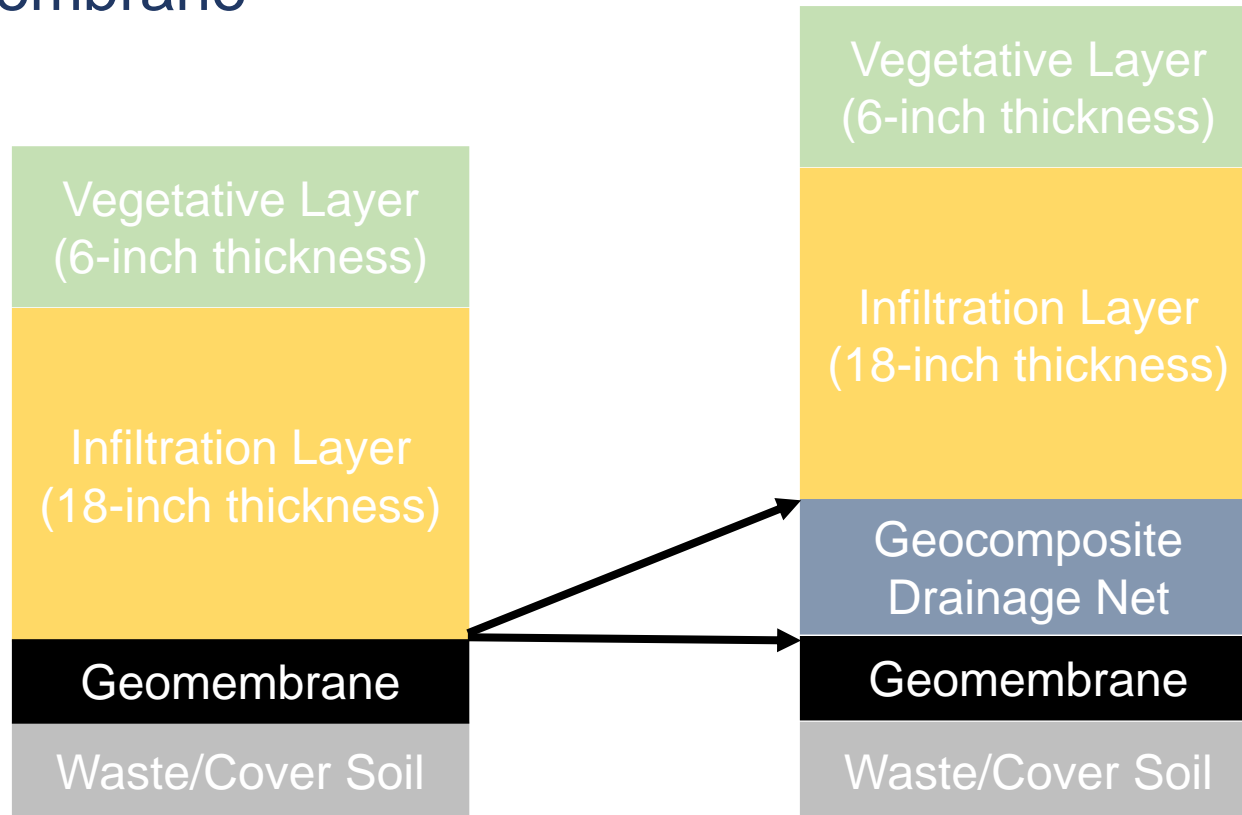 Vegetative Layer
(6-inch thickness)
Infiltration Layer
(18-inch thickness)
Geomembrane
Waste/Cover Soil
Vegetative Layer
(6-inch thickness)
Infiltration Layer
(18-inch thickness)
Geocomposite
Drainage Net
Geomembrane
Waste/Cover Soil